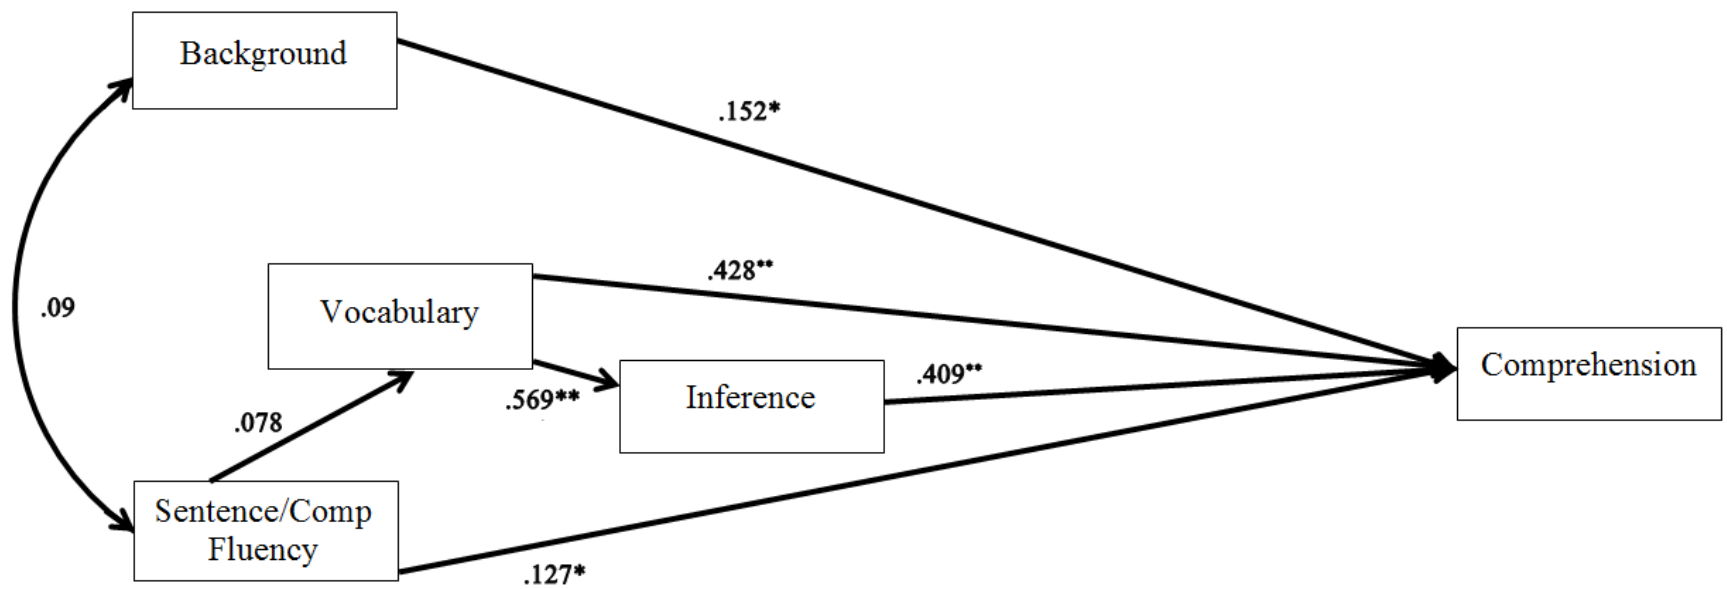 Background
.152*
.428**
.09
Vocabulary
Comprehension
.409**
.569**
Inference
.078
Sentence/Comp
Fluency
.127*